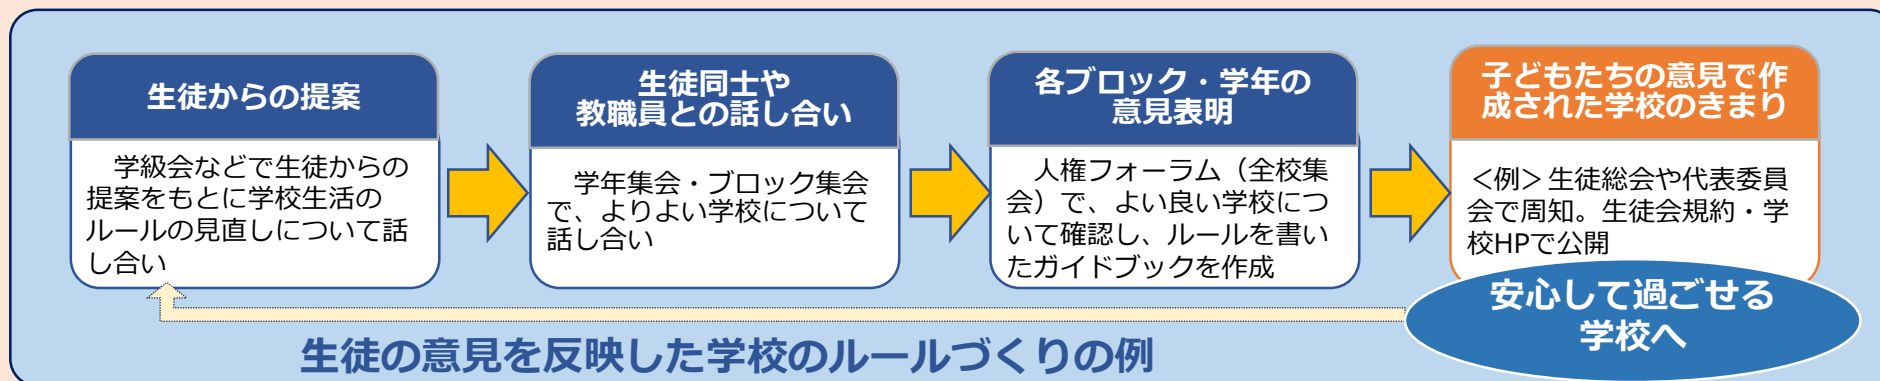 生徒からの提案
学級会などで生徒からの
提案をもとに学校生活の
ルールの見直しについて話
し合い
生徒同士や
教職員との話し合い
学年集会・ブロック集会
で、よりよい学校について
話し合い
各ブロック・学年の
意見表明
人権フォーラム（全校集
会）で、よい良い学校につ
いて確認し、ルールを書い
たガイドブックを作成
子どもたちの意見で作
成された学校のきまり
＜例＞生徒総会や代表委員
会で周知。生徒会規約・学
校HPで公開
安心して過ごせる
学校へ
生徒の意見を反映した学校のルールづくりの例